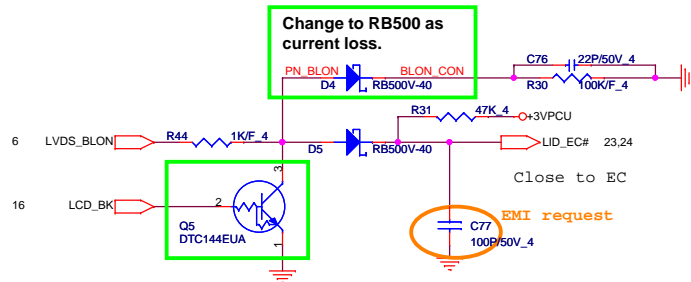 Change to RB500 as
current loss.
C76 22P/50V_4
PN_BLON BLON_CON
D4 RB500V-40 R30 100K/F_4
R31 47K_4 +3VPCU
6 LVDS_BLON R44 1K/F_4 D5 RB500V-40 LID_EC# 23,24
Close to EC
3
16 LCD_BK 2
EMI request
Q5
DTC144EUA
1
C77
100P/50V_4